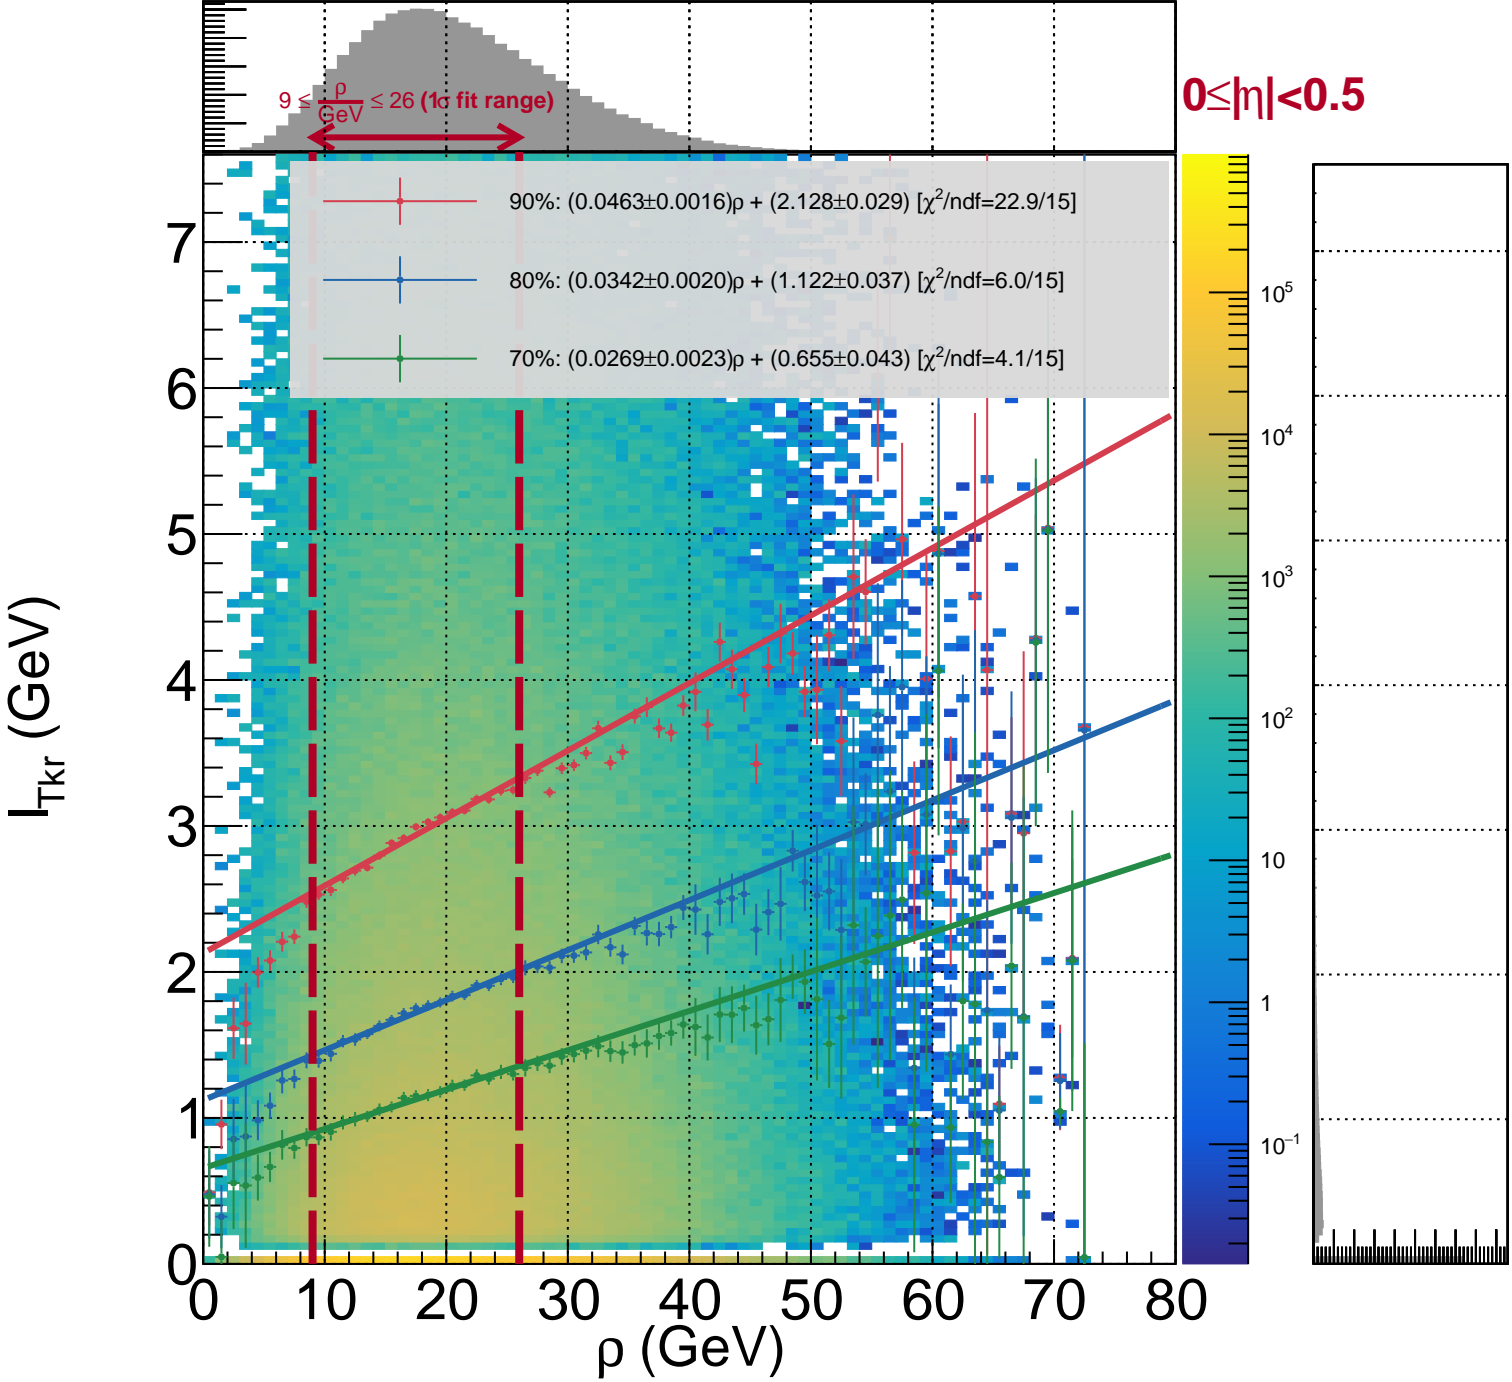 9 ≤ ρ/GeV ≤ 26 (1σ fit range)
0≤|η|<0.5
90%: (0.0463±0.0016)ρ + (2.128±0.029) [χ²/ndf=22.9/15]
80%: (0.0342±0.0020)ρ + (1.122±0.037) [χ²/ndf=6.0/15]
70%: (0.0269±0.0023)ρ + (0.655±0.043) [χ²/ndf=4.1/15]
7
6
5
4
3
2
1
0
I_Tkr (GeV)
0 10 20 30 40 50 60 70 80
ρ (GeV)
10⁵
10⁴
10³
10²
10
1
10⁻¹